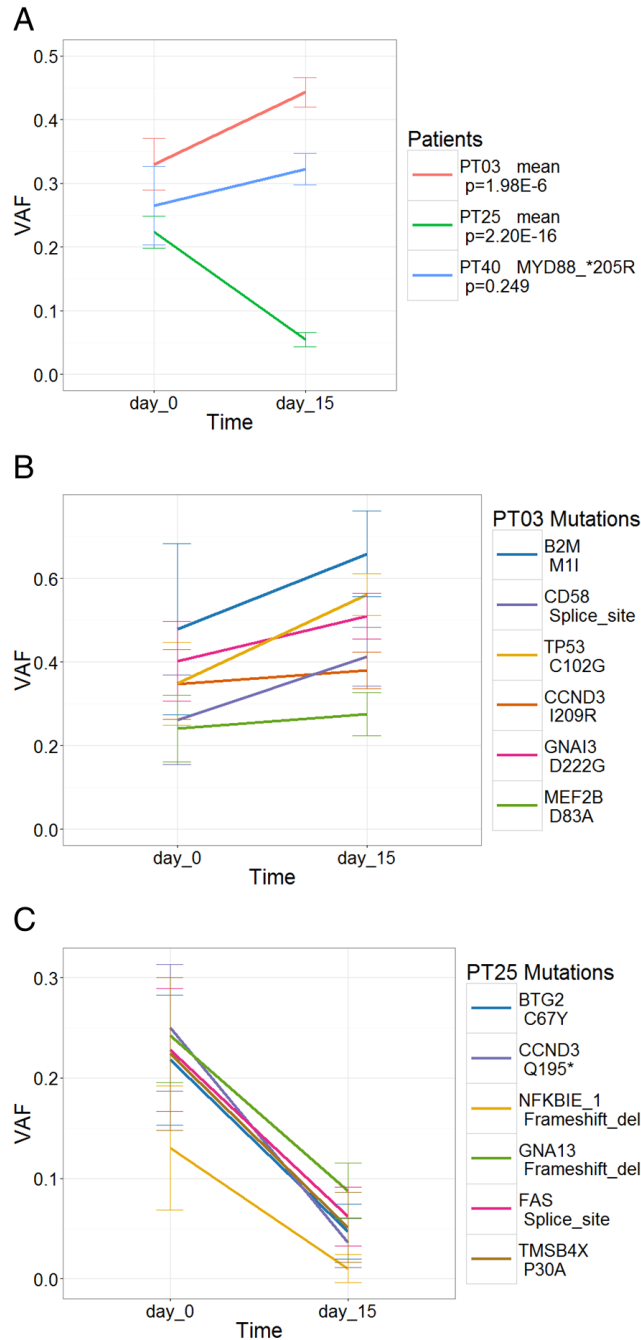 A
VAF
0.5
0.4
0.3
0.2
0.1
0.0
day_0
day_15
Time
Patients
PT03 mean
p=1.98E-6
PT25 mean
p=2.20E-16
PT40 MYD88_*205R
p=0.249
B
VAF
0.6
0.4
0.2
0.0
day_0
day_15
Time
PT03 Mutations
B2M
M1I
CD58
Splice_site
TP53
C102G
CCND3
I209R
GNAI3
D222G
MEF2B
D83A
C
VAF
0.3
0.2
0.1
0.0
day_0
day_15
Time
PT25 Mutations
BTG2
C67Y
CCND3
Q195*
NFKBIE_1
Frameshift_del
GNA13
Frameshift_del
FAS
Splice_site
TMSB4X
P30A